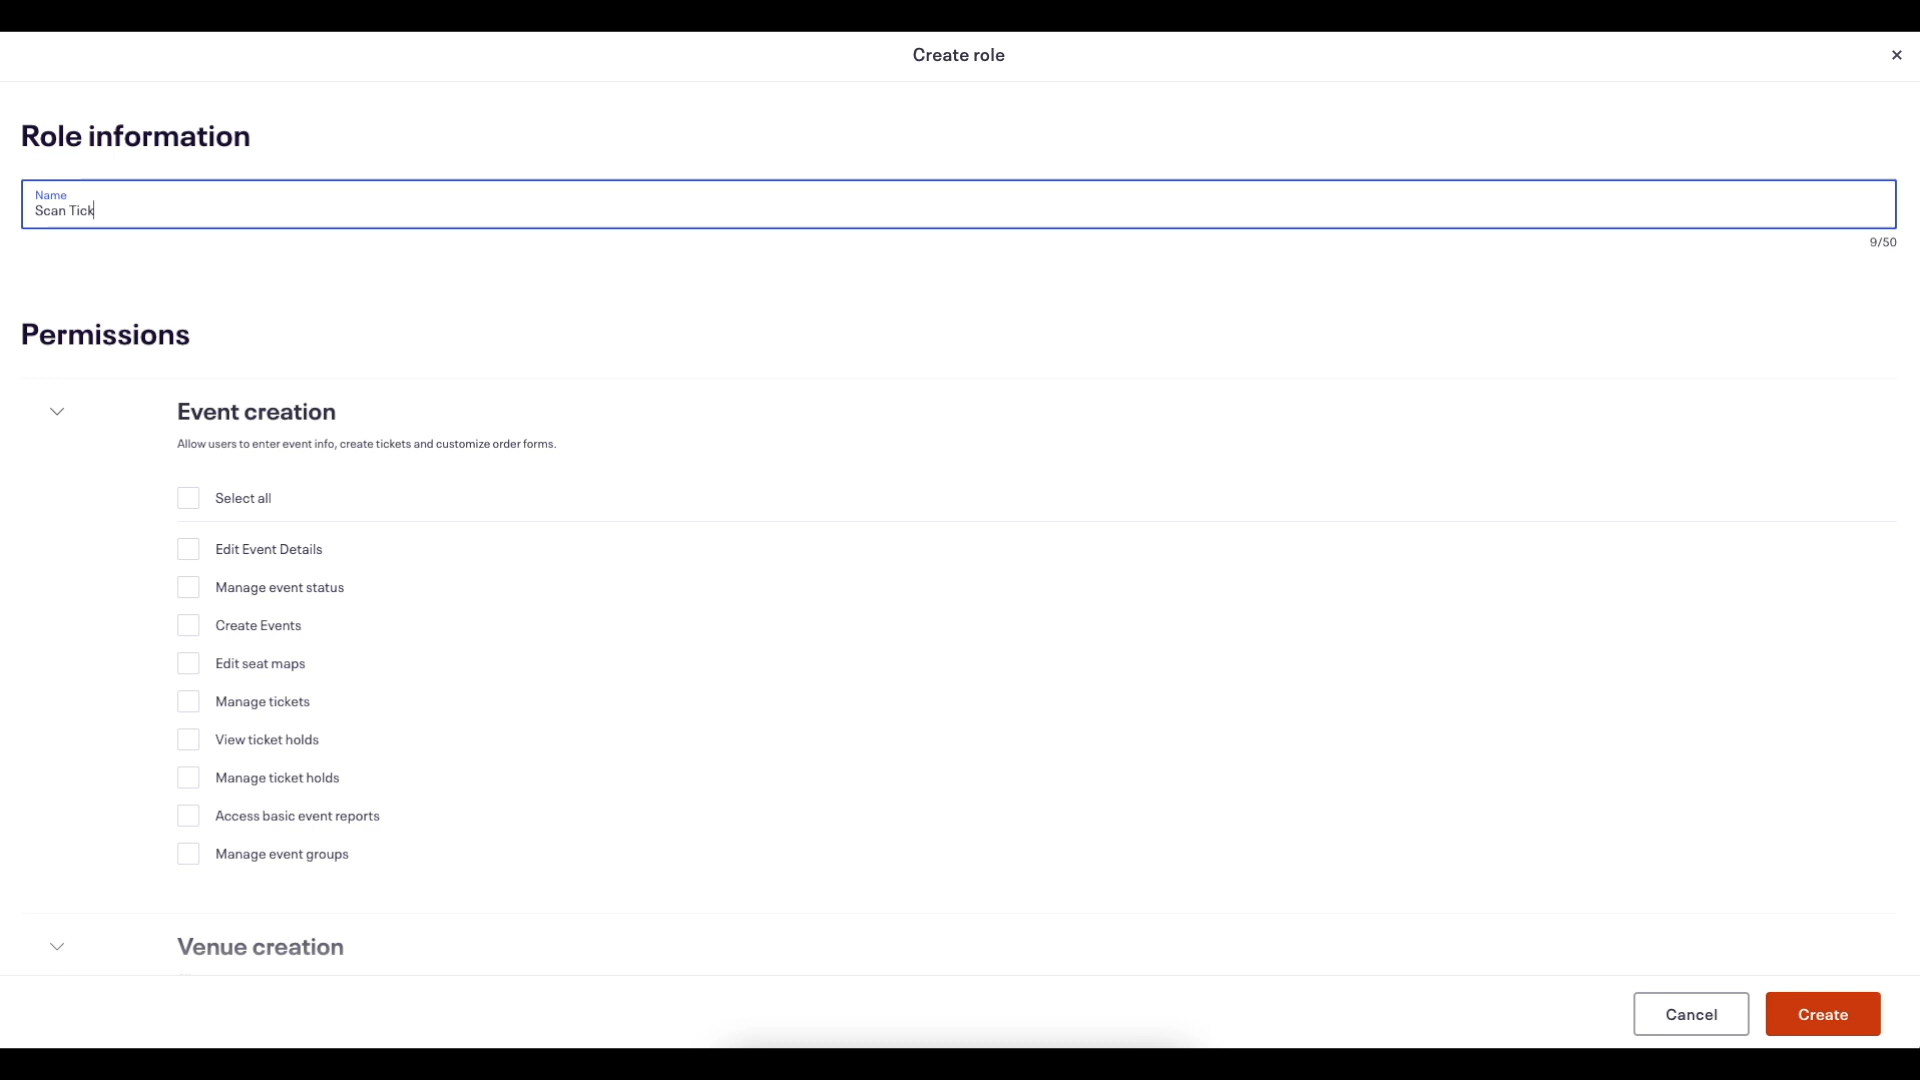 Create role
Role information
Name
Scan Tick
9/50
Permissions
Event creation
Allow users to enter event info, create tickets and customize order forms.
Select all
Edit Event Details
Manage event status
Create Events
Edit seat maps
Manage tickets
View ticket holds
Manage ticket holds
Access basic event reports
Manage event groups
Venue creation
Cancel
Create